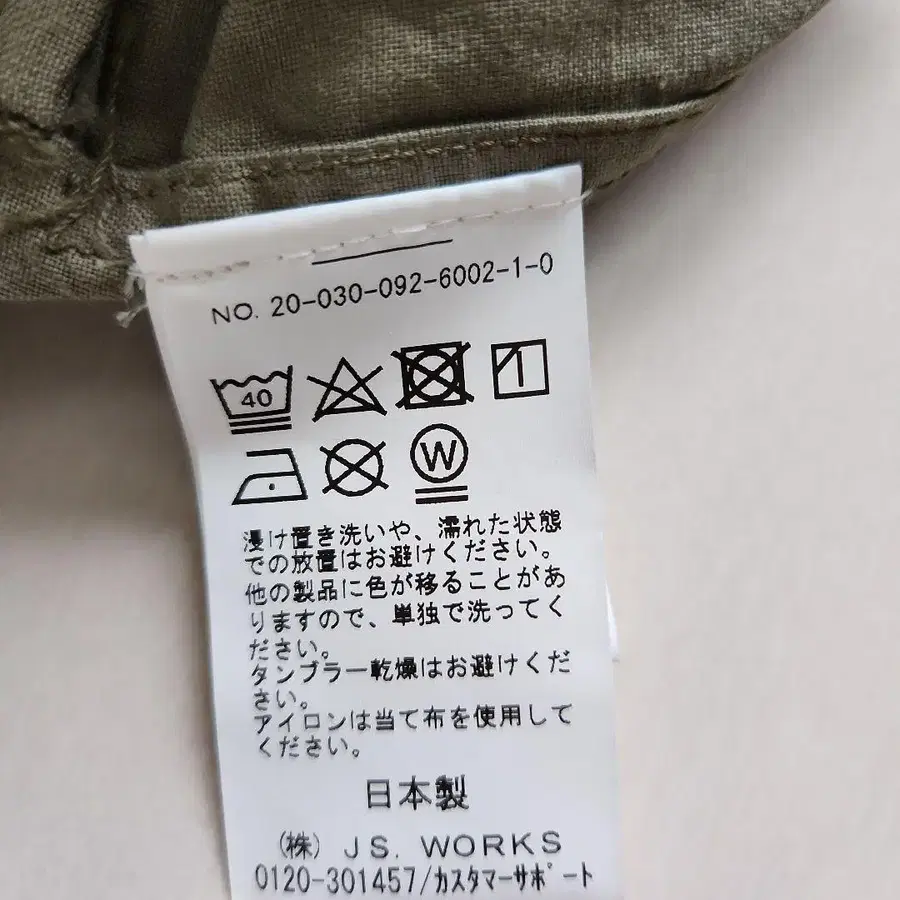 NO. 20-030-092-6002-1-0
40
W
浸け置き洗いや、濡れた状態
での放置はお避けください。
他の製品に色が移ることがあ
りますので、単独で洗ってく
ださい。
タンブラー乾燥はお避けくだ
さい。
アイロンは当て布を使用して
ください。
日本製
(株) J.S. WORKS
0120-301457/カスタマーサポート